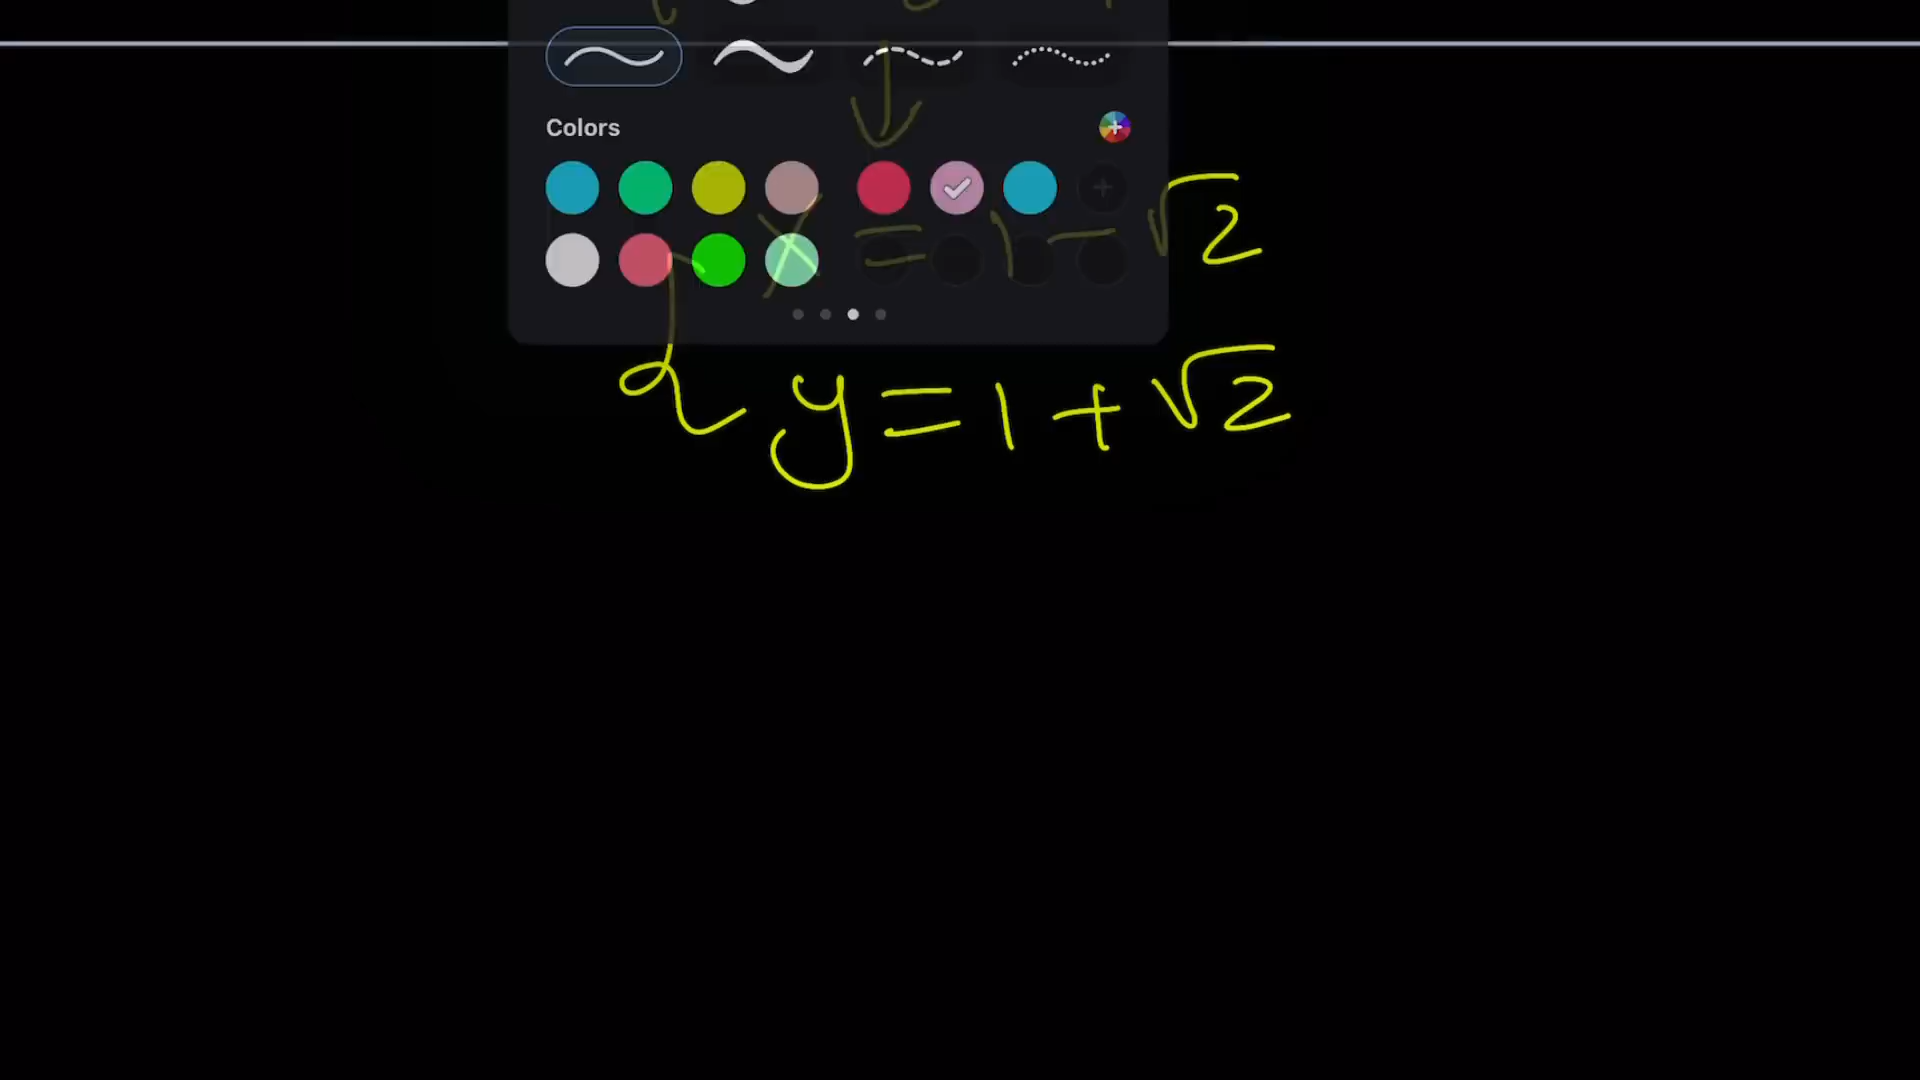 Colors
x = 1 - √2
y = 1 + √2